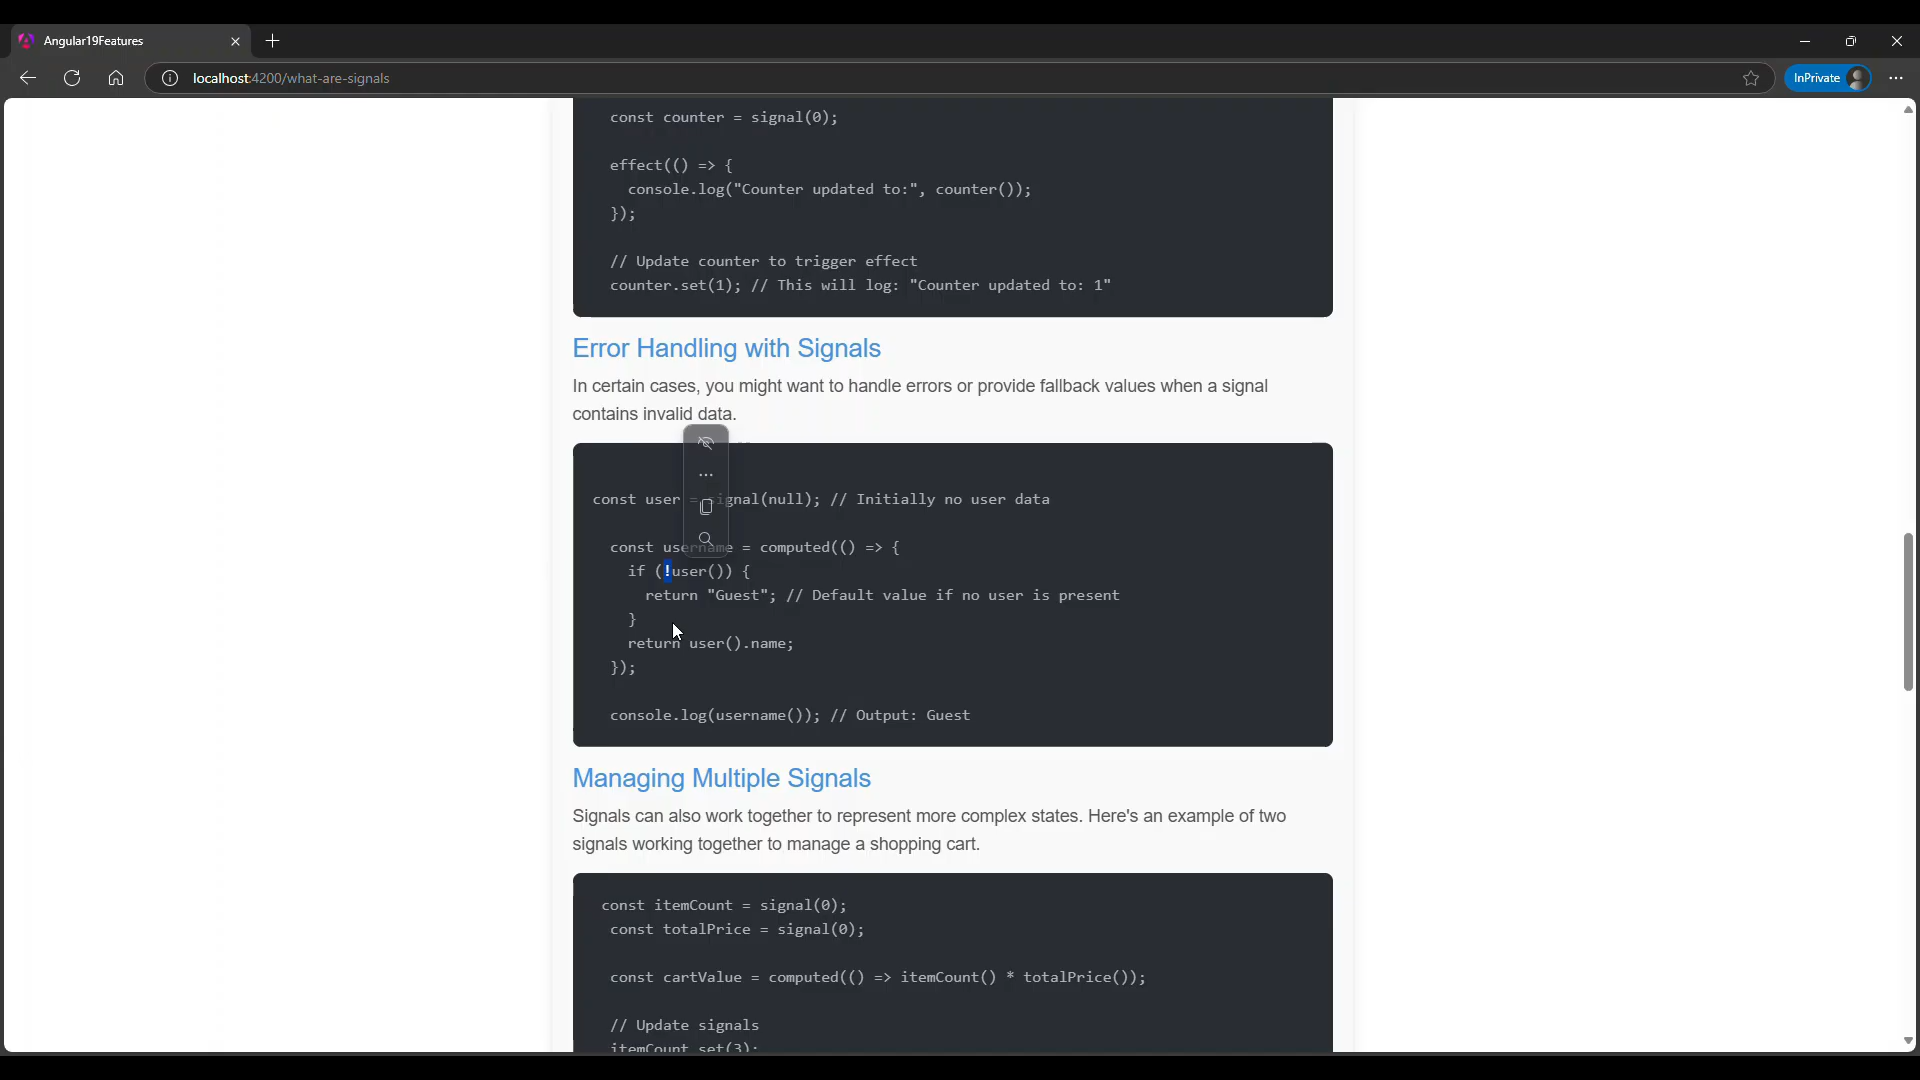 Angular19Features
localhost:4200/what-are-signals
InPrivate
const counter = signal(0);
effect(() => {
console.log("Counter updated to:", counter());
});
// Update counter to trigger effect
counter.set(1); // This will log: "Counter updated to: 1"
Error Handling with Signals
In certain cases, you might want to handle errors or provide fallback values when a signal
contains invalid data.
const user = signal(null); // Initially no user data
const username = computed(() => {
if (!user()) {
return "Guest"; // Default value if no user is present
}
return user().name;
});
console.log(username()); // Output: Guest
Managing Multiple Signals
Signals can also work together to represent more complex states. Here's an example of two
signals working together to manage a shopping cart.
const itemCount = signal(0);
const totalPrice = signal(0);
const cartValue = computed(() => itemCount() * totalPrice());
// Update signals
itemCount.set(3);